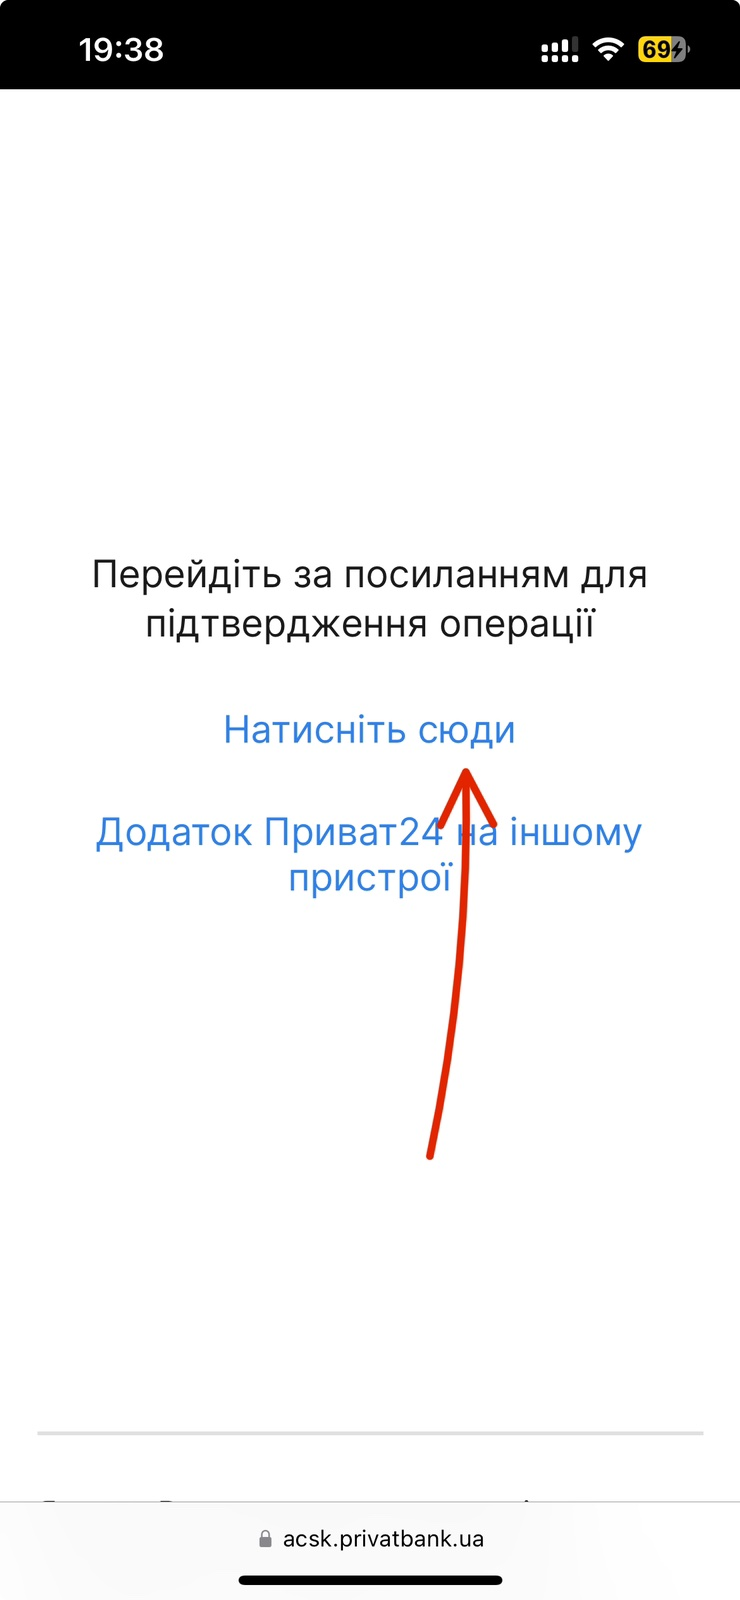 19:38
69
Перейдіть за посиланням для
підтвердження операції
Натисніть сюди
Додаток Приват24 на іншому
пристрої
acsk.privatbank.ua